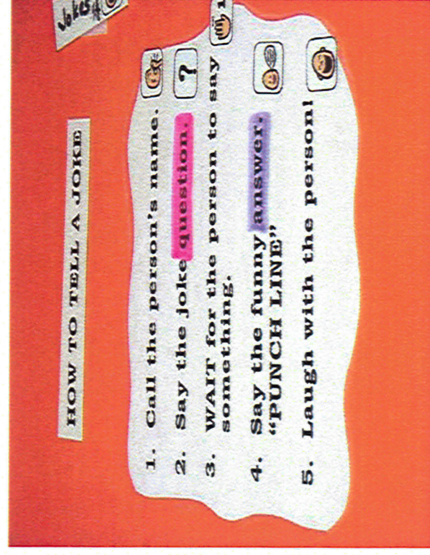 Jokes
HOW TO TELL A JOKE
1. Call the person's name.
2. Say the joke question.
?
3. WAIT for the person to say
something.
4. Say the funny answer.
"PUNCH LINE"
5. Laugh with the person!